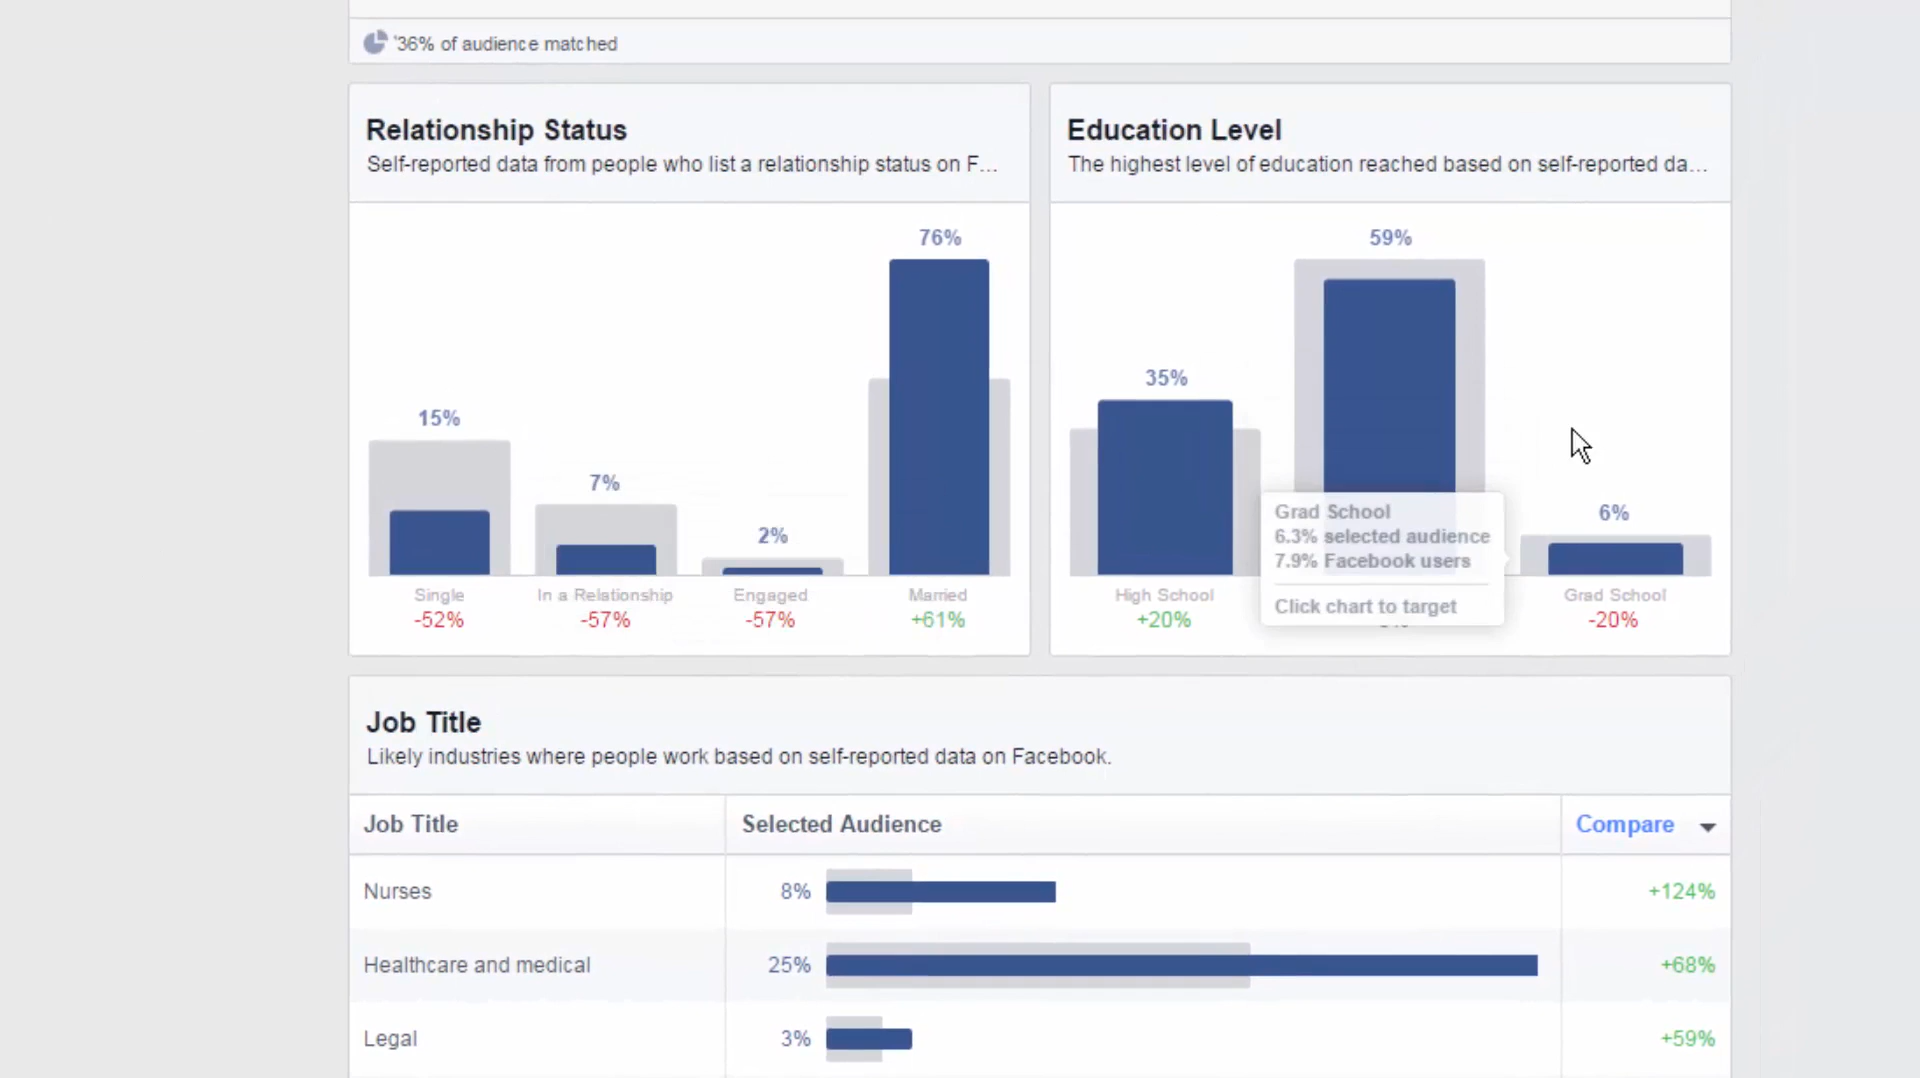 '36% of audience matched
Relationship Status
Self-reported data from people who list a relationship status on F...
76%
15%
7%
2%
Single
In a Relationship
Engaged
Married
-52%
-57%
-57%
+61%
Education Level
The highest level of education reached based on self-reported da...
59%
35%
6%
Grad School
6.3% selected audience
7.9% Facebook users
Click chart to target
High School
Grad School
+20%
-20%
Job Title
Likely industries where people work based on self-reported data on Facebook.
Job Title
Selected Audience
Compare
Nurses
8%
+124%
Healthcare and medical
25%
+68%
Legal
3%
+59%